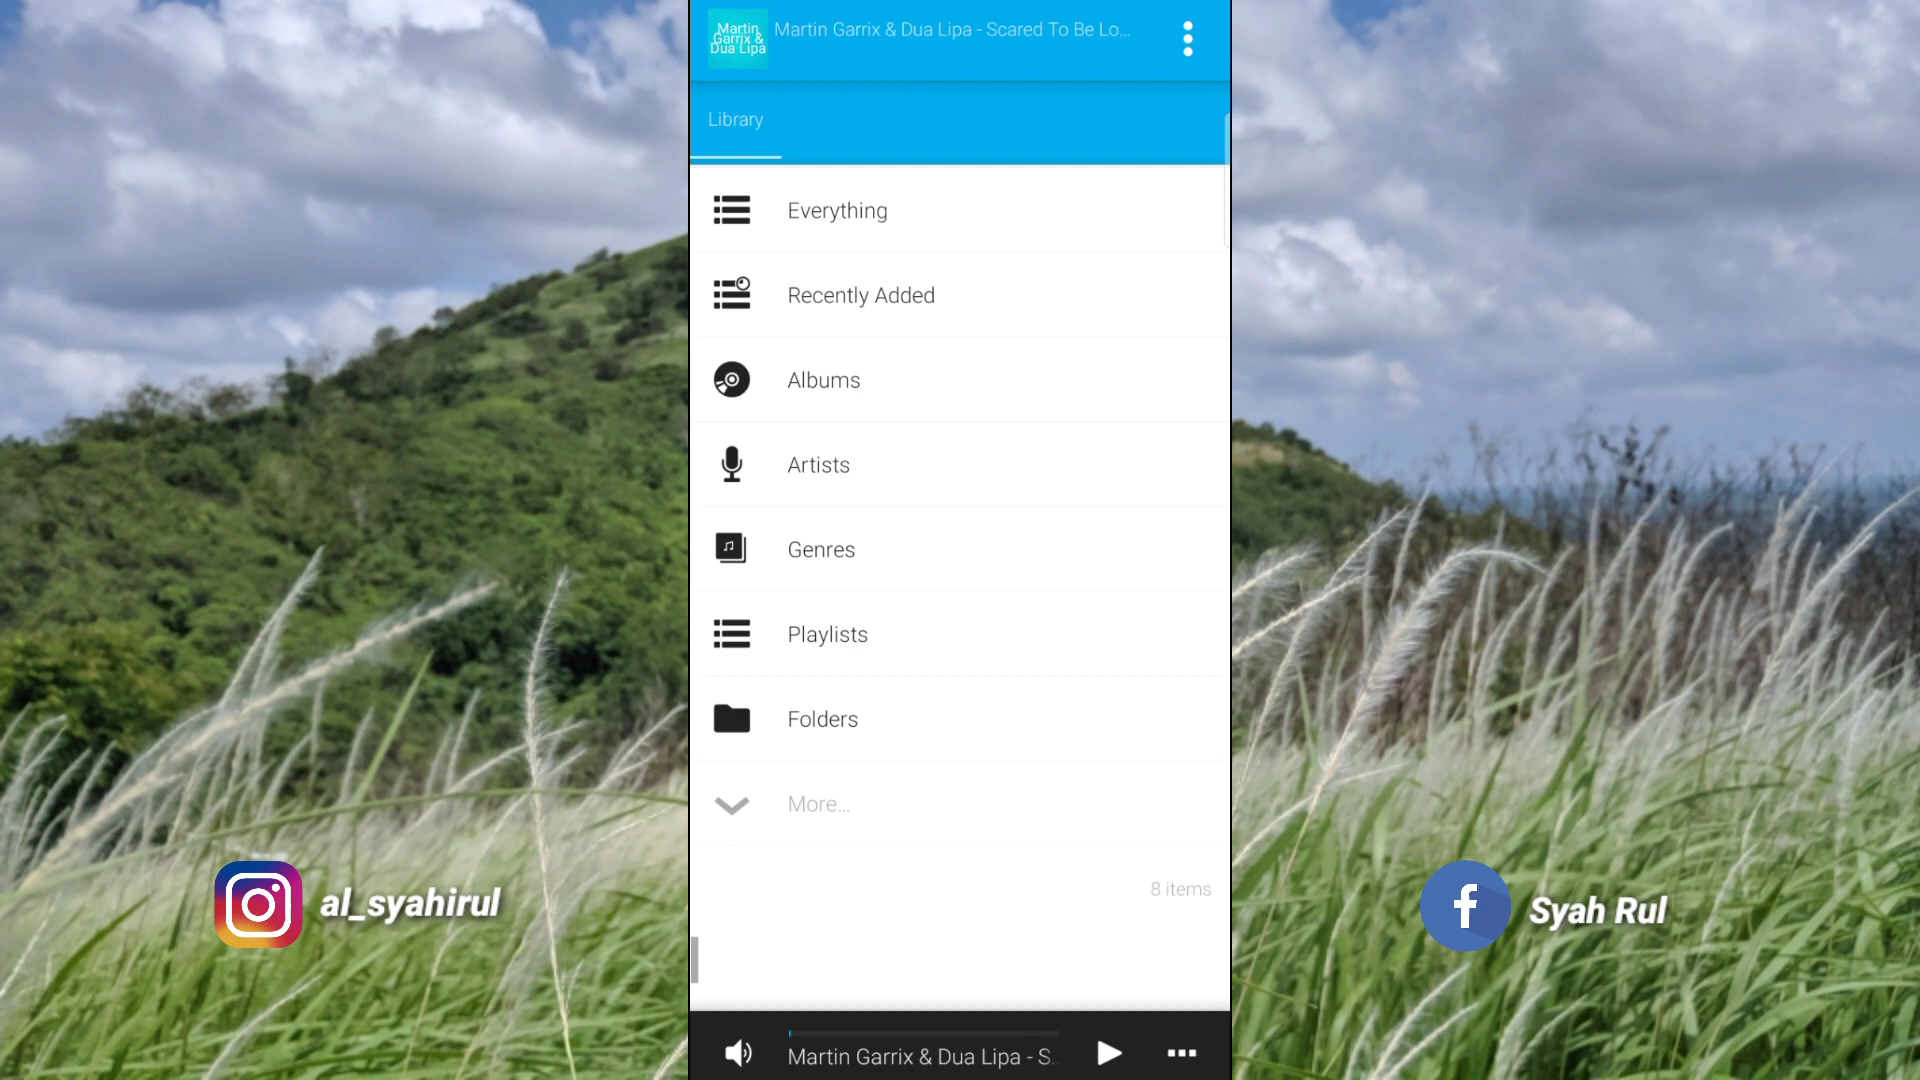 Martin
Garrix &
Dua Lipa
Martin Garrix & Dua Lipa - Scared To Be Lo...
Library
Everything
Recently Added
Albums
Artists
Genres
Playlists
Folders
More...
8 items
al_syahirul
f
Syah Rul
Martin Garrix & Dua Lipa - S.